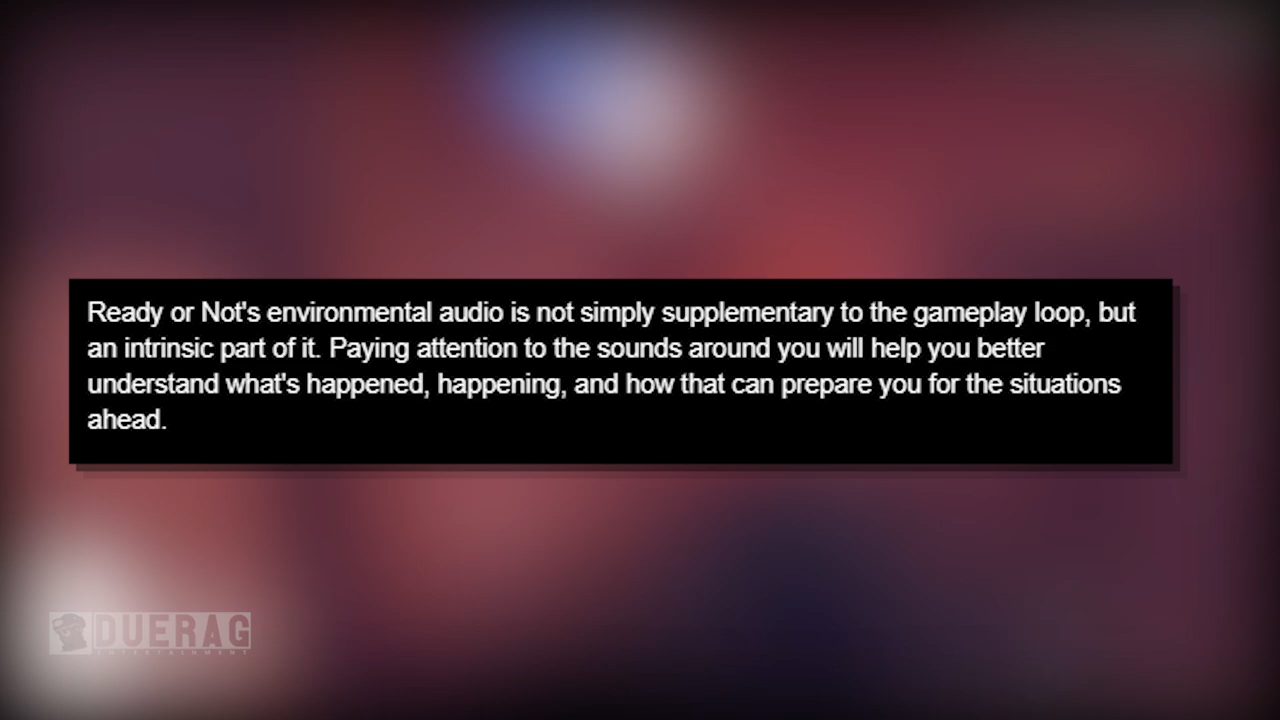 Ready or Not's environmental audio is not simply supplementary to the gameplay loop, but
an intrinsic part of it. Paying attention to the sounds around you will help you better
understand what's happened, happening, and how that can prepare you for the situations
ahead.
DUERAG
ENTERTAINMENT